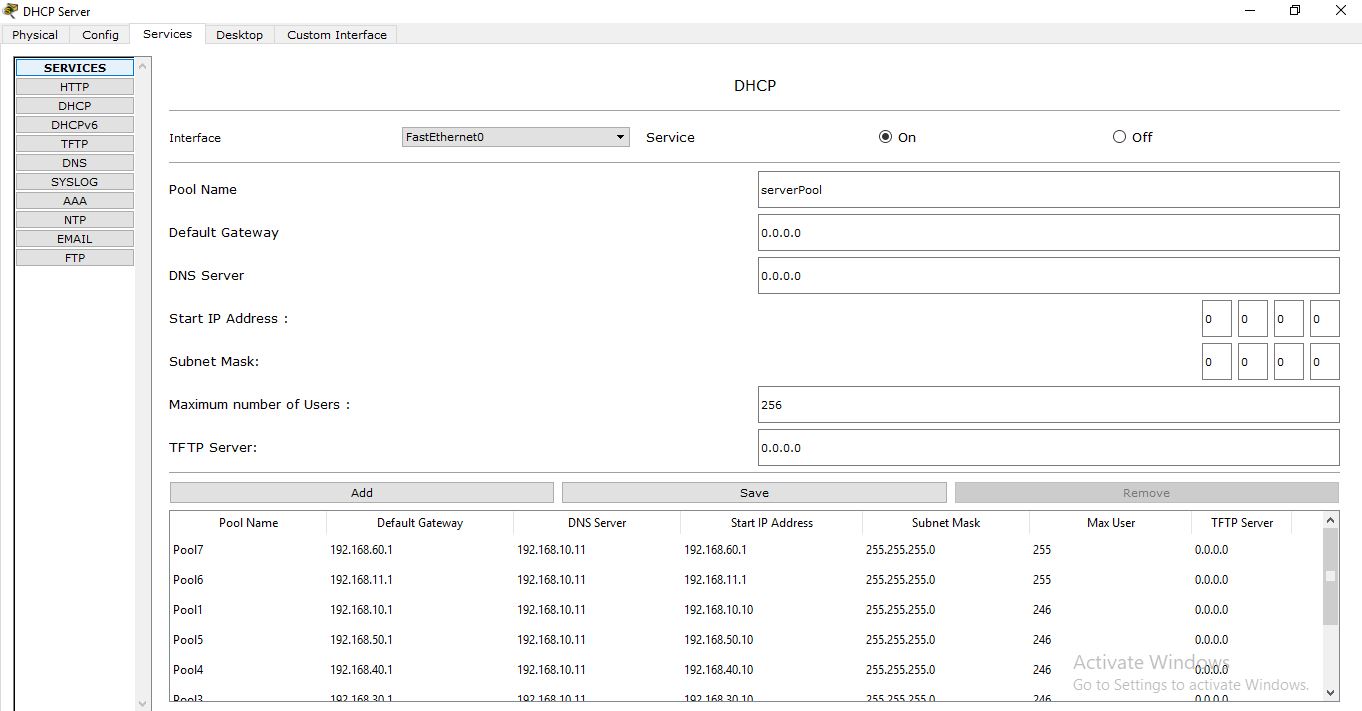 DHCP Server
Physical Config Services Desktop Custom Interface
SERVICES
HTTP
DHCP
DHCPv6
TFTP
DNS
SYSLOG
AAA
NTP
EMAIL
FTP
DHCP
Interface FastEthernet0 Service On Off
Pool Name serverPool
Default Gateway 0.0.0.0
DNS Server 0.0.0.0
Start IP Address : 0 0 0 0
Subnet Mask: 0 0 0 0
Maximum number of Users : 256
TFTP Server: 0.0.0.0
Add Save Remove
Pool Name Default Gateway DNS Server Start IP Address Subnet Mask Max User TFTP Server
Pool7 192.168.60.1 192.168.10.11 192.168.60.1 255.255.255.0 255 0.0.0.0
Pool6 192.168.11.1 192.168.10.11 192.168.11.1 255.255.255.0 255 0.0.0.0
Pool1 192.168.10.1 192.168.10.11 192.168.10.10 255.255.255.0 246 0.0.0.0
Pool5 192.168.50.1 192.168.10.11 192.168.50.10 255.255.255.0 246 0.0.0.0
Pool4 192.168.40.1 192.168.10.11 192.168.40.10 255.255.255.0 246 0.0.0.0
Pool3 192.168.30.1 192.168.10.11 192.168.30.10 255.255.255.0 246 0.0.0.0
Activate Windows
Go to Settings to activate Windows.